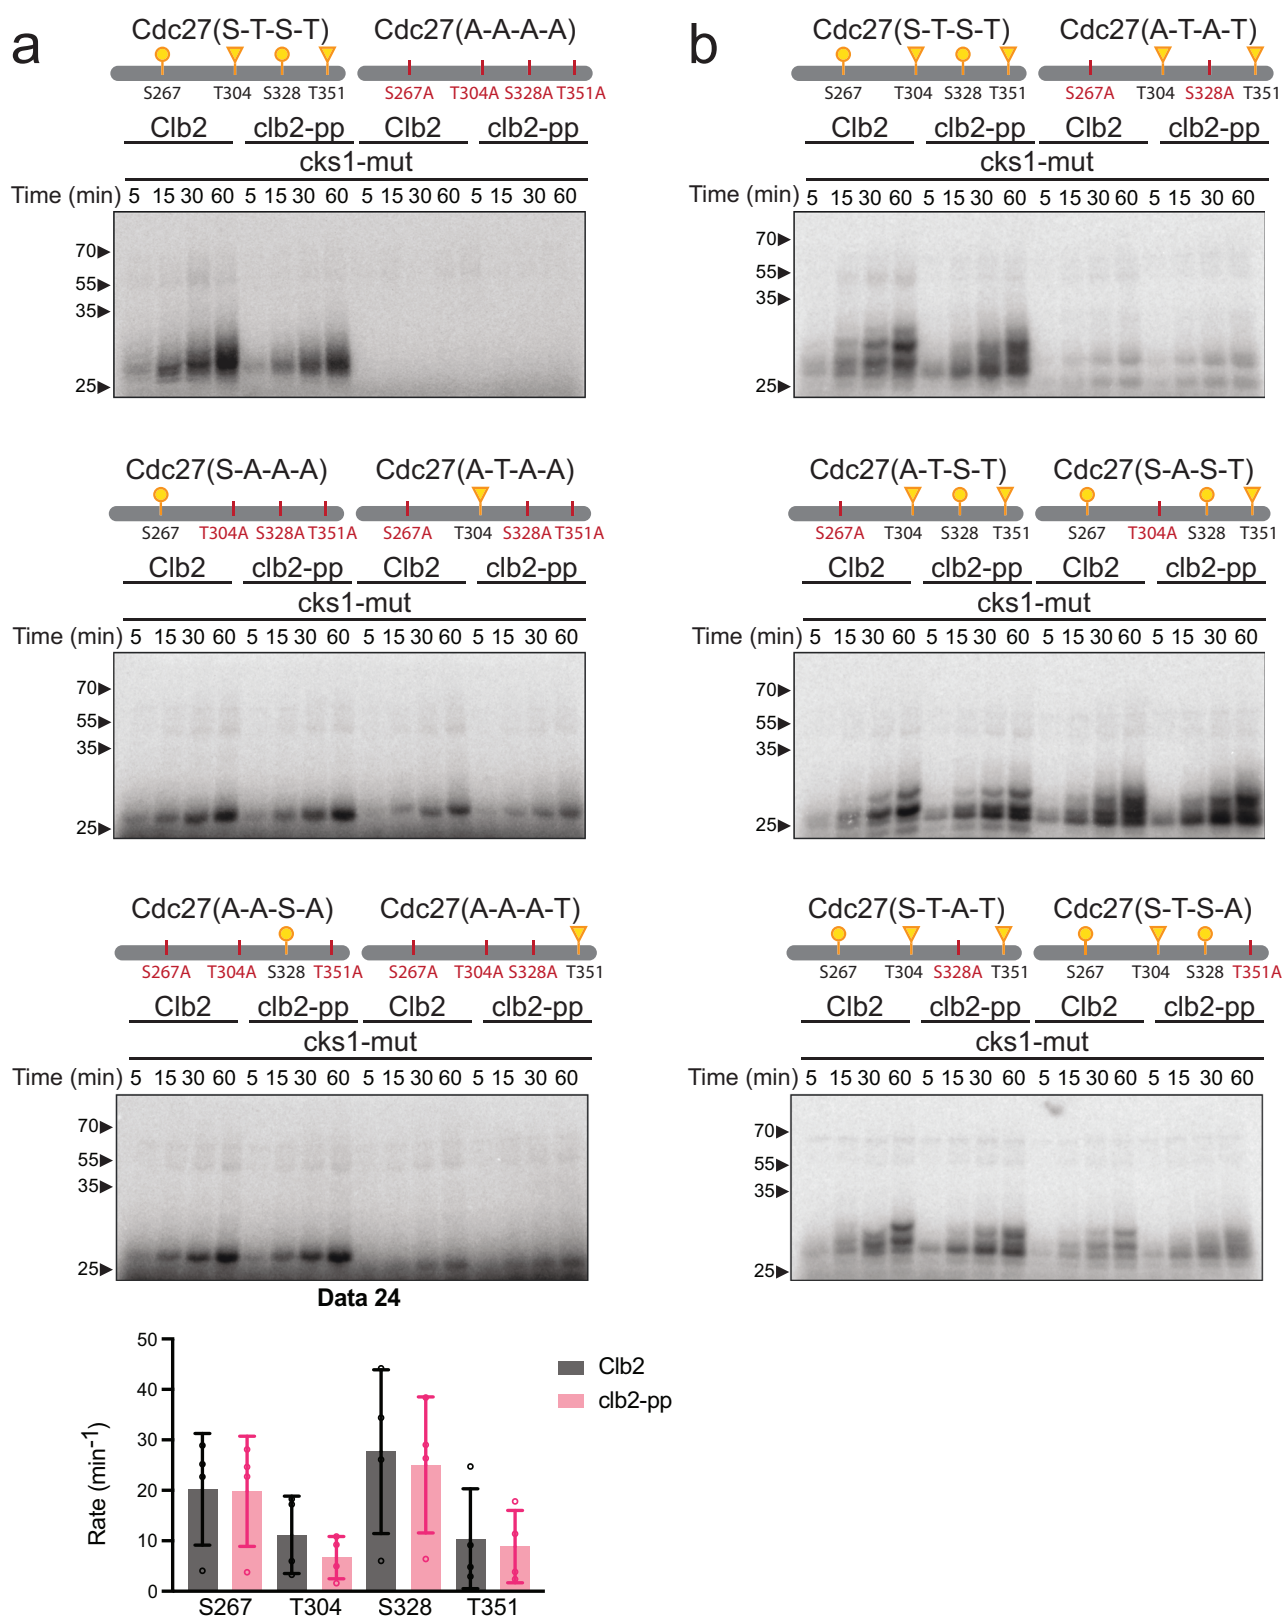 a
Cdc27(S-T-S-T) Cdc27(A-A-A-A)
S267 T304 S328 T351 S267A T304A S328A T351A
Clb2 clb2-pp Clb2 clb2-pp
cks1-mut
Time (min) 5 15 30 60 5 15 30 60 5 15 30 60 5 15 30 60
70
55
35
25
Cdc27(S-A-A-A) Cdc27(A-T-A-A)
S267 T304A S328A T351A S267A T304 S328A T351A
Clb2 clb2-pp Clb2 clb2-pp
cks1-mut
Time (min) 5 15 30 60 5 15 30 60 5 15 30 60 5 15 30 60
70
55
35
25
Cdc27(A-A-S-A) Cdc27(A-A-A-T)
S267A T304A S328 T351A S267A T304A S328A T351
Clb2 clb2-pp Clb2 clb2-pp
cks1-mut
Time (min) 5 15 30 60 5 15 30 60 5 15 30 60 5 15 30 60
70
55
35
25
Data 24
50
40
30
20
10
0
Rate (min-1)
S267 T304 S328 T351
Clb2
clb2-pp
b
Cdc27(S-T-S-T) Cdc27(A-T-A-T)
S267 T304 S328 T351 S267A T304 S328A T351
Clb2 clb2-pp Clb2 clb2-pp
cks1-mut
Time (min) 5 15 30 60 5 15 30 60 5 15 30 60 5 15 30 60
70
55
35
25
Cdc27(A-T-S-T) Cdc27(S-A-S-T)
S267A T304 S328 T351 S267 T304A S328 T351
Clb2 clb2-pp Clb2 clb2-pp
cks1-mut
Time (min) 5 15 30 60 5 15 30 60 5 15 30 60 5 15 30 60
70
55
35
25
Cdc27(S-T-A-T) Cdc27(S-T-S-A)
S267 T304 S328A T351 S267 T304 S328 T351A
Clb2 clb2-pp Clb2 clb2-pp
cks1-mut
Time (min) 5 15 30 60 5 15 30 60 5 15 30 60 5 15 30 60
70
55
35
25